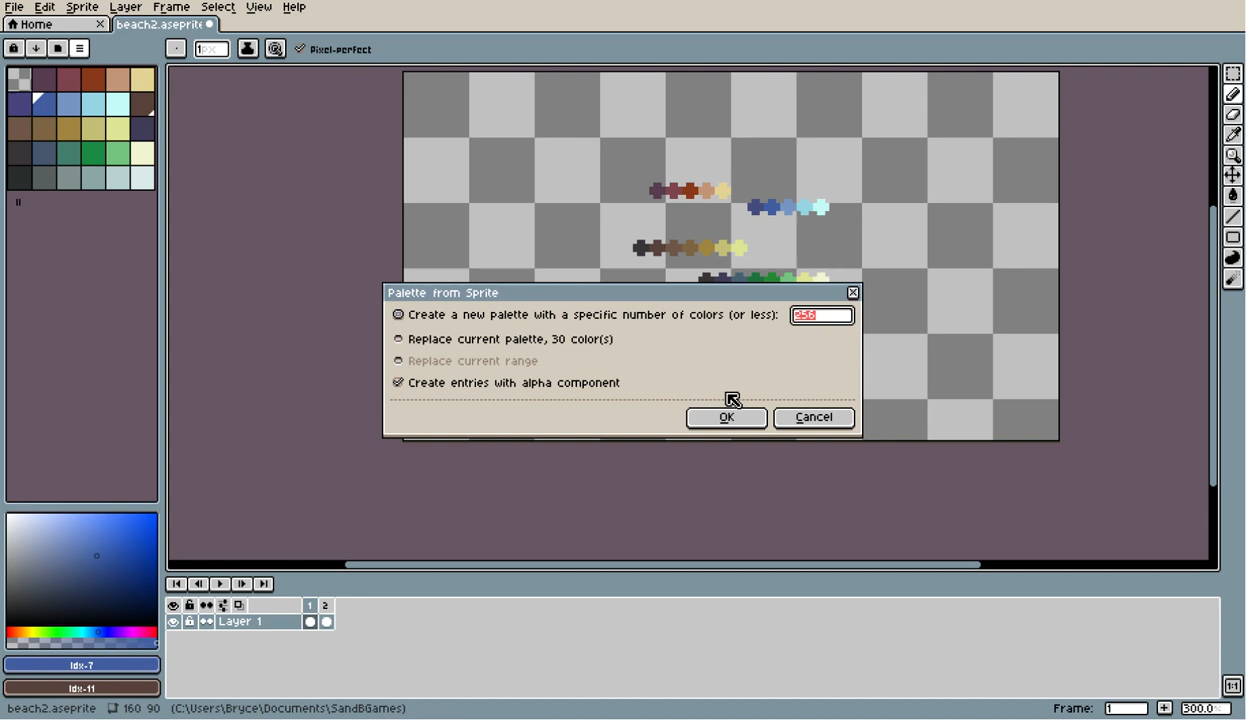 File Edit Sprite Layer Frame Select View Help
Home
beach2.aseprite
1px
Pixel-perfect
Palette from Sprite
Create a new palette with a specific number of colors (or less): 256
Replace current palette, 30 color(s)
Replace current range
Create entries with alpha component
OK Cancel
1 2
Layer 1
Idx-7
Idx-11
beach2.aseprite 160 90 (C:\Users\Bryce\Documents\SandBGames)
Frame: 1 + 300.0
1:1